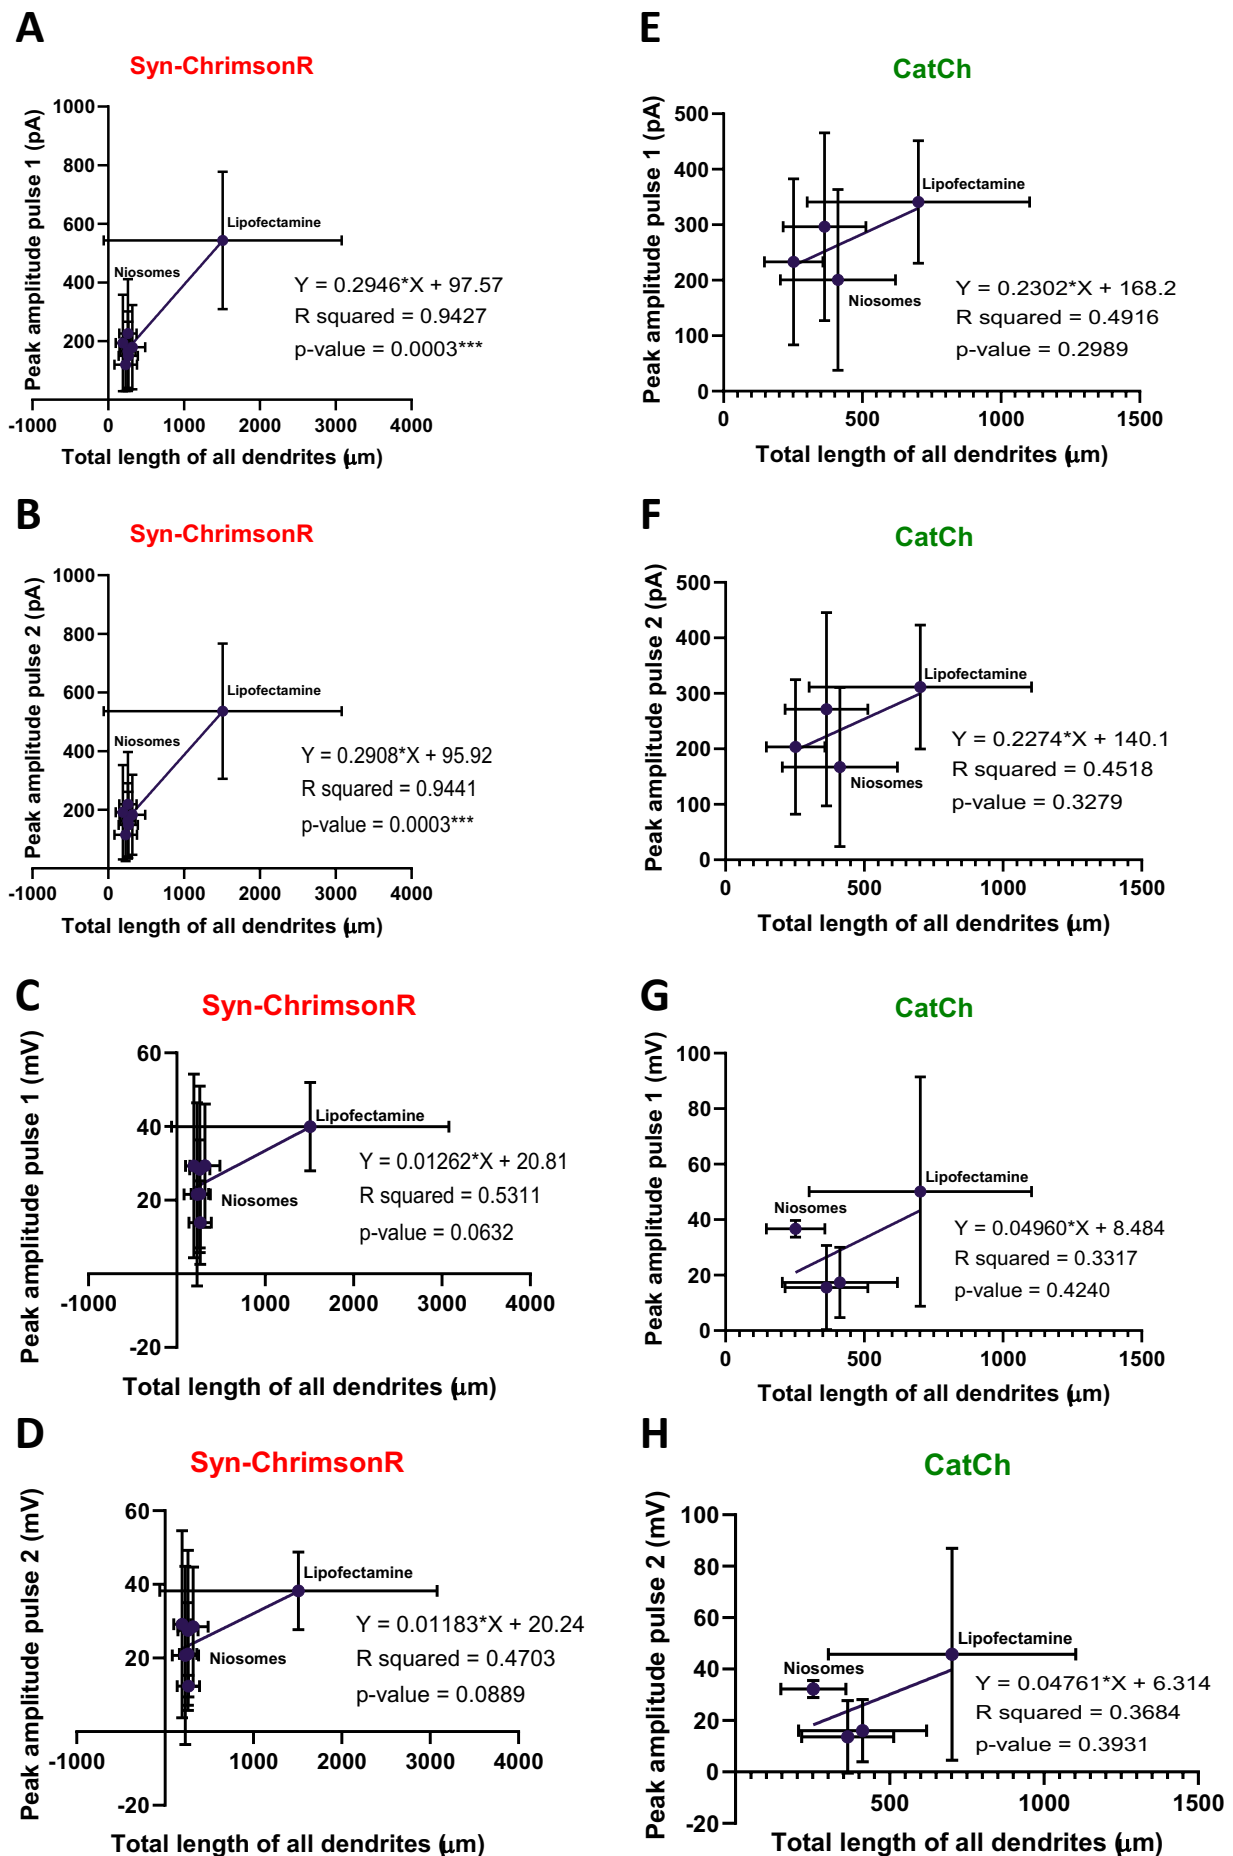 A
Syn-ChrimsonR
Peak amplitude pulse 1 (pA)
1000
800
600
400
200
Lipofectamine
Niosomes
Y = 0.2946*X + 97.57
R squared = 0.9427
p-value = 0.0003***
-1000 0 1000 2000 3000 4000
Total length of all dendrites (μm)
B
Syn-ChrimsonR
Peak amplitude pulse 2 (pA)
1000
800
600
400
200
Lipofectamine
Niosomes
Y = 0.2908*X + 95.92
R squared = 0.9441
p-value = 0.0003***
-1000 0 1000 2000 3000 4000
Total length of all dendrites (μm)
C
Syn-ChrimsonR
Peak amplitude pulse 1 (mV)
60
40
20
-20
Lipofectamine
Niosomes
Y = 0.01262*X + 20.81
R squared = 0.5311
p-value = 0.0632
-1000 1000 2000 3000 4000
Total length of all dendrites (μm)
D
Syn-ChrimsonR
Peak amplitude pulse 2 (mV)
60
40
20
-20
Lipofectamine
Niosomes
Y = 0.01183*X + 20.24
R squared = 0.4703
p-value = 0.0889
-1000 1000 2000 3000 4000
Total length of all dendrites (μm)
E
CatCh
Peak amplitude pulse 1 (pA)
500
400
300
200
100
0
Lipofectamine
Niosomes
Y = 0.2302*X + 168.2
R squared = 0.4916
p-value = 0.2989
0 500 1000 1500
Total length of all dendrites (μm)
F
CatCh
Peak amplitude pulse 2 (pA)
500
400
300
200
100
0
Lipofectamine
Niosomes
Y = 0.2274*X + 140.1
R squared = 0.4518
p-value = 0.3279
0 500 1000 1500
Total length of all dendrites (μm)
G
CatCh
Peak amplitude pulse 1 (mV)
100
80
60
40
20
0
Lipofectamine
Niosomes
Y = 0.04960*X + 8.484
R squared = 0.3317
p-value = 0.4240
0 500 1000 1500
Total length of all dendrites (μm)
H
CatCh
Peak amplitude pulse 2 (mV)
100
80
60
40
20
0
-20
Lipofectamine
Niosomes
Y = 0.04761*X + 6.314
R squared = 0.3684
p-value = 0.3931
500 1000 1500
Total length of all dendrites (μm)